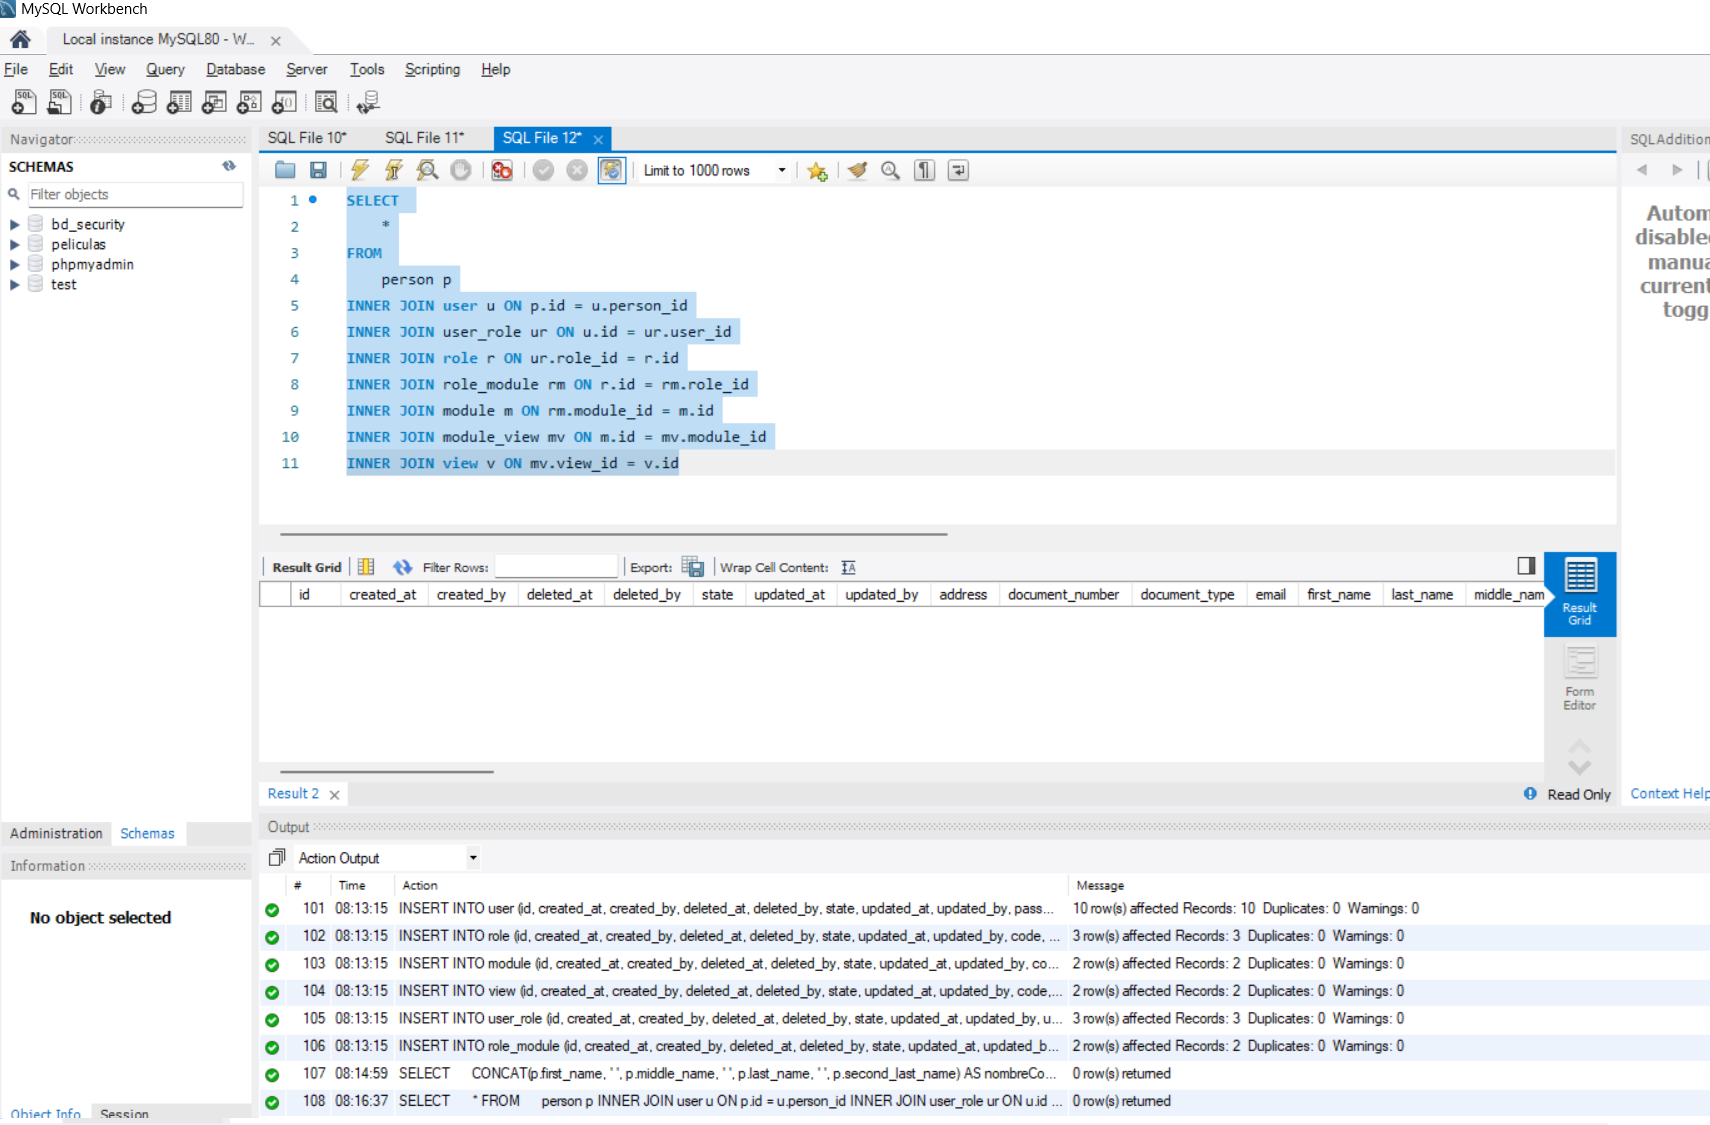 MySQL Workbench
Local instance MySQL80 - W...
File Edit View Query Database Server Tools Scripting Help
Navigator
SCHEMAS
Filter objects
bd_security
peliculas
phpmyadmin
test
Administration Schemas
Information
No object selected
Object Info Session
SQL File 10* SQL File 11* SQL File 12*
Limit to 1000 rows
1 SELECT
2 *
3 FROM
4 person p
5 INNER JOIN user u ON p.id = u.person_id
6 INNER JOIN user_role ur ON u.id = ur.user_id
7 INNER JOIN role r ON ur.role_id = r.id
8 INNER JOIN role_module rm ON r.id = rm.role_id
9 INNER JOIN module m ON rm.module_id = m.id
10 INNER JOIN module_view mv ON m.id = mv.module_id
11 INNER JOIN view v ON mv.view_id = v.id
Result Grid Filter Rows: Export: Wrap Cell Content:
id created_at created_by deleted_at deleted_by state updated_at updated_by address document_number document_type email first_name last_name middle_nam
Result
Grid
Form
Editor
Result 2
Read Only
SQLAddition
Autom
disable
manua
current
togg
Context Help
Output
Action Output
# Time Action Message
101 08:13:15 INSERT INTO user (id, created_at, created_by, deleted_at, deleted_by, state, updated_at, updated_by, pass... 10 row(s) affected Records: 10 Duplicates: 0 Warnings: 0
102 08:13:15 INSERT INTO role (id, created_at, created_by, deleted_at, deleted_by, state, updated_at, updated_by, code, ... 3 row(s) affected Records: 3 Duplicates: 0 Warnings: 0
103 08:13:15 INSERT INTO module (id, created_at, created_by, deleted_at, deleted_by, state, updated_at, updated_by, co... 2 row(s) affected Records: 2 Duplicates: 0 Warnings: 0
104 08:13:15 INSERT INTO view (id, created_at, created_by, deleted_at, deleted_by, state, updated_at, updated_by, code,... 2 row(s) affected Records: 2 Duplicates: 0 Warnings: 0
105 08:13:15 INSERT INTO user_role (id, created_at, created_by, deleted_at, deleted_by, state, updated_at, updated_by, u... 3 row(s) affected Records: 3 Duplicates: 0 Warnings: 0
106 08:13:15 INSERT INTO role_module (id, created_at, created_by, deleted_at, deleted_by, state, updated_at, updated_b... 2 row(s) affected Records: 2 Duplicates: 0 Warnings: 0
107 08:14:59 SELECT CONCAT(p.first_name, ' ', p.middle_name, ' ', p.last_name, ' ', p.second_last_name) AS nombreCo... 0 row(s) returned
108 08:16:37 SELECT * FROM person p INNER JOIN user u ON p.id = u.person_id INNER JOIN user_role ur ON u.id ... 0 row(s) returned